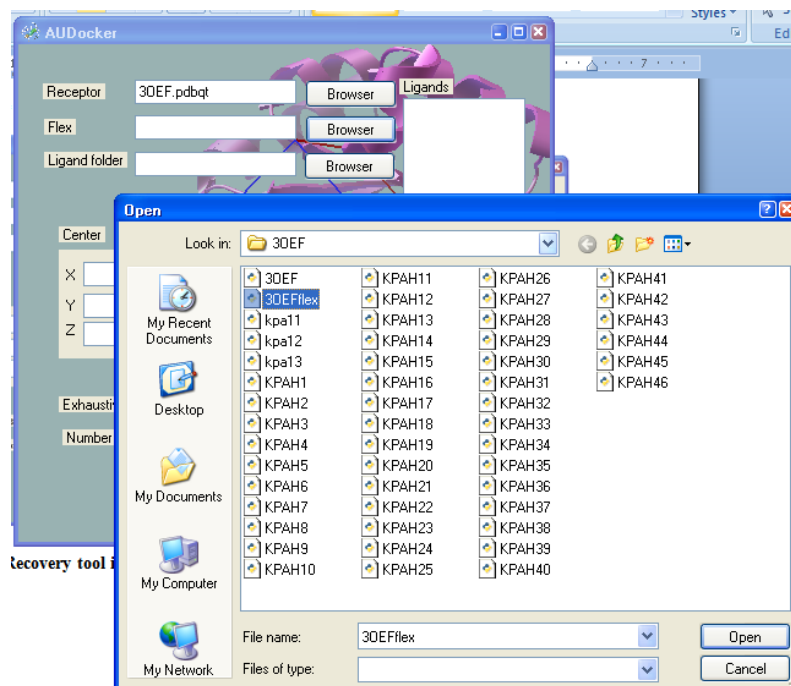 Styles
Ed
AUDocker
7
Receptor
3OEF.pdbqt
Browser
Ligands
Flex
Browser
Ligand folder
Browser
Center
X
Y
Z
Exhausti
Number
Recovery tool i
Open
Look in:
3OEF
My Recent Documents
Desktop
My Documents
My Computer
My Network
3OEF
3OEFflex
kpa11
kpa12
kpa13
KPAH1
KPAH2
KPAH3
KPAH4
KPAH5
KPAH6
KPAH7
KPAH8
KPAH9
KPAH10
KPAH11
KPAH12
KPAH13
KPAH14
KPAH15
KPAH16
KPAH17
KPAH18
KPAH19
KPAH20
KPAH21
KPAH22
KPAH23
KPAH24
KPAH25
KPAH26
KPAH27
KPAH28
KPAH29
KPAH30
KPAH31
KPAH32
KPAH33
KPAH34
KPAH35
KPAH36
KPAH37
KPAH38
KPAH39
KPAH40
KPAH41
KPAH42
KPAH43
KPAH44
KPAH45
KPAH46
File name:
3OEFflex
Open
Files of type:
Cancel